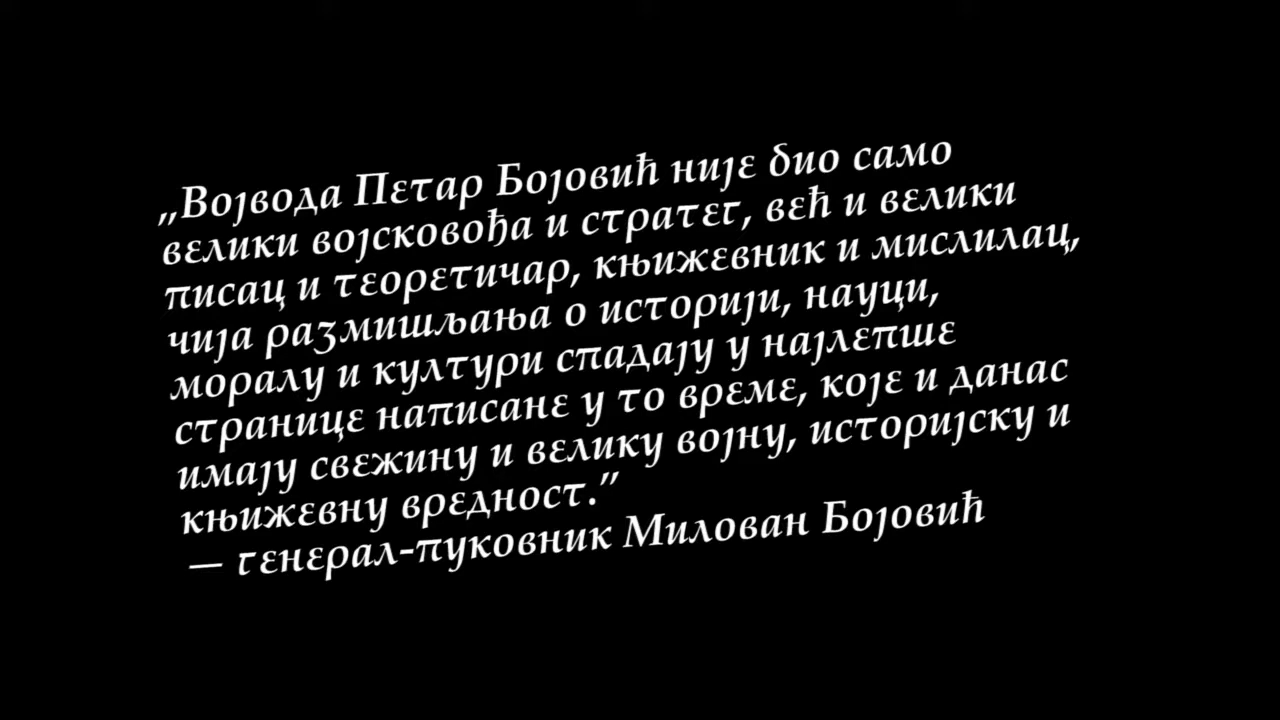 „Војвода Петар Бојовић није био само
велики војсковођа и стратег, већ и велики
писац и теоретичар, књижевник и мислилац,
чија размишљања о историји, науци,
моралу и културі спадају у најлепше
странице написане у то време, које и данас
имају свежину и велику војну, историјску и
књижевну вредност.”
— генерал-пуковник Милован Бојовић